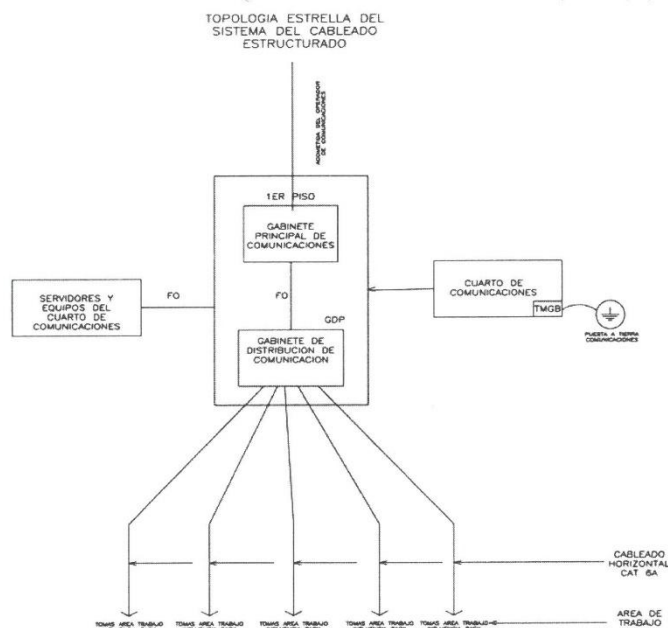 TOPOLOGIA ESTRELLA DEL
SISTEMA DEL CABLEADO
ESTRUCTURADO
ACOMETIDA DEL OPERADOR
DE COMUNICACIONES
1ER PISO
GABINETE
PRINCIPAL DE
COMUNICACIONES
SERVIDORES Y
EQUIPOS DEL
CUARTO DE
COMUNICACIONES
FO
FO
CUARTO DE
COMUNICACIONES
TMGB
PUESTA A TIERRA
COMUNICACIONES
GDP
GABINETE DE
DISTRIBUCION DE
COMUNICACION
CABLEADO
HORIZONTAL
CAT 6A
TOMAS AREA TRABAJO
TOMAS AREA TRABAJO
TOMAS AREA TRABAJO
TOMAS AREA TRABAJO
TOMAS AREA TRABAJO
AREA DE
TRABAJO